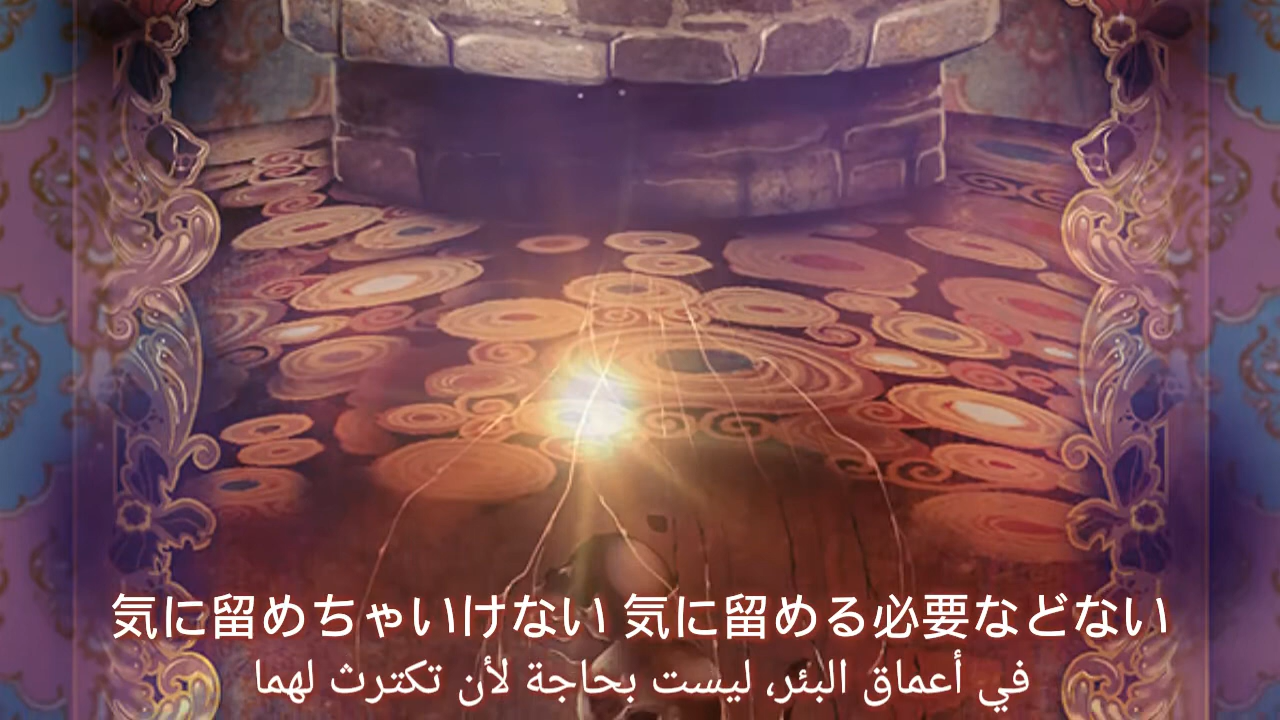 気に留めちゃいけない 気に留める必要などない
في أعماق البئر، ليست بحاجة لأن تكترث لهما